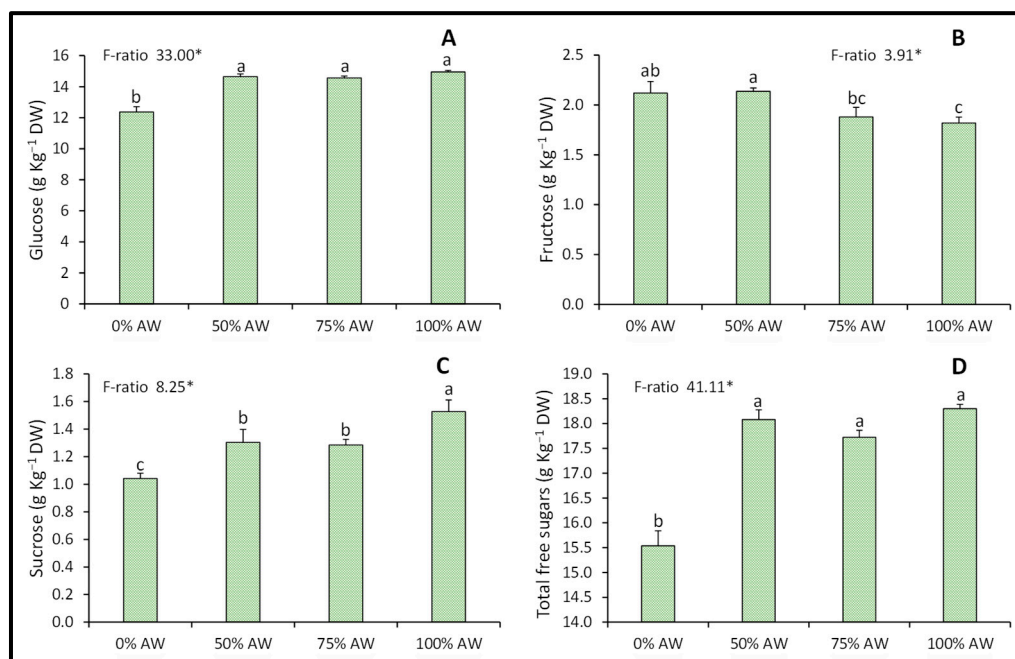 F-ratio 33.00*
A
Glucose (g Kg⁻¹ DW)
16
14
12
10
8
6
4
2
0
b
a
a
a
0% AW
50% AW
75% AW
100% AW
B
F-ratio 3.91*
Fructose (g Kg⁻¹ DW)
2.5
2.0
1.5
1.0
0.5
0.0
ab
a
bc
c
0% AW
50% AW
75% AW
100% AW
C
F-ratio 8.25*
Sucrose (g Kg⁻¹ DW)
1.8
1.6
1.4
1.2
1.0
0.8
0.6
0.4
0.2
0.0
c
b
b
a
0% AW
50% AW
75% AW
100% AW
D
F-ratio 41.11*
Total free sugars (g Kg⁻¹ DW)
19.0
18.5
18.0
17.5
17.0
16.5
16.0
15.5
15.0
14.5
14.0
b
a
a
a
0% AW
50% AW
75% AW
100% AW